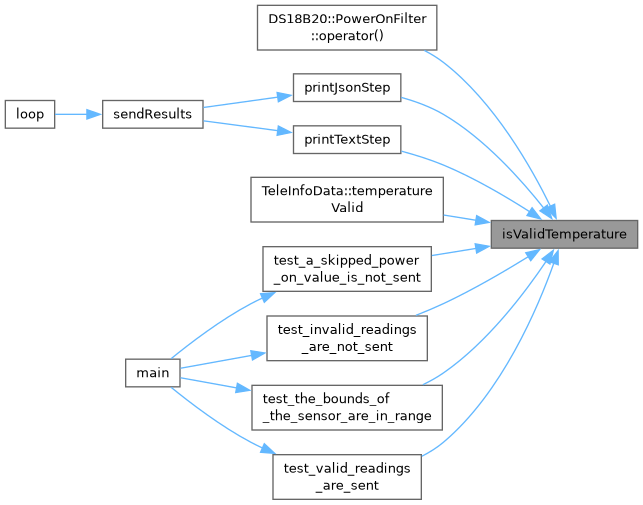 DS18B20::PowerOnFilter
::operator()
printJsonStep
loop
sendResults
printTextStep
TeleInfoData::temperature
Valid
isValidTemperature
test_a_skipped_power
_on_value_is_not_sent
test_invalid_readings
_are_not_sent
main
test_the_bounds_of
_the_sensor_are_in_range
test_valid_readings
_are_sent